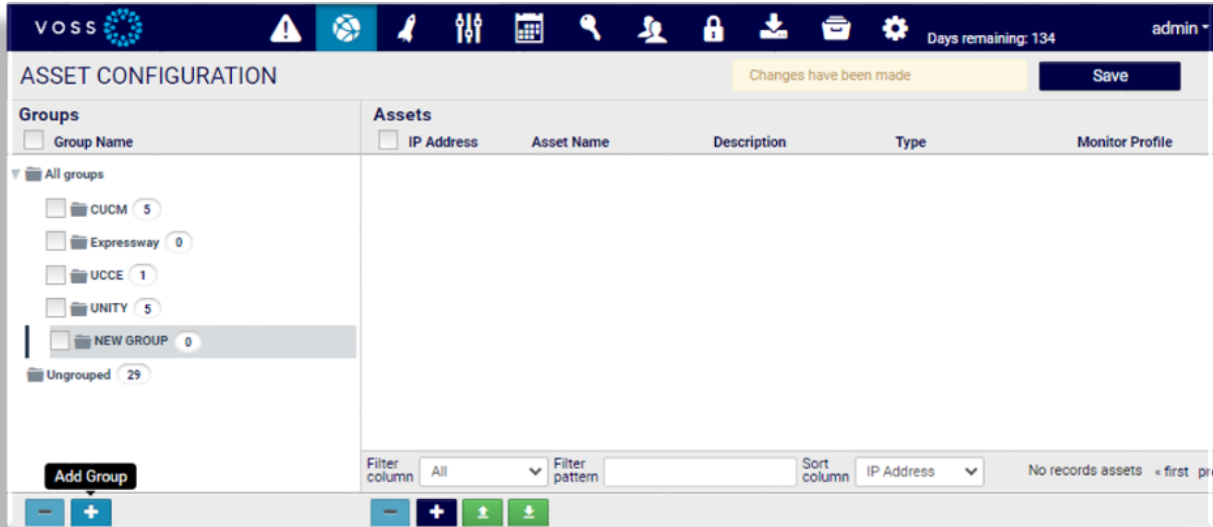 VOSS
Days remaining: 134
admin
ASSET CONFIGURATION
Changes have been made
Save
Groups
Group Name
Assets
IP Address Asset Name Description Type Monitor Profile
All groups
CUCM 5
Expressway 0
UCCE 1
UNITY 5
NEW GROUP 0
Ungrouped 29
Add Group
Filter column All Filter pattern Sort column IP Address No records assets « first pr